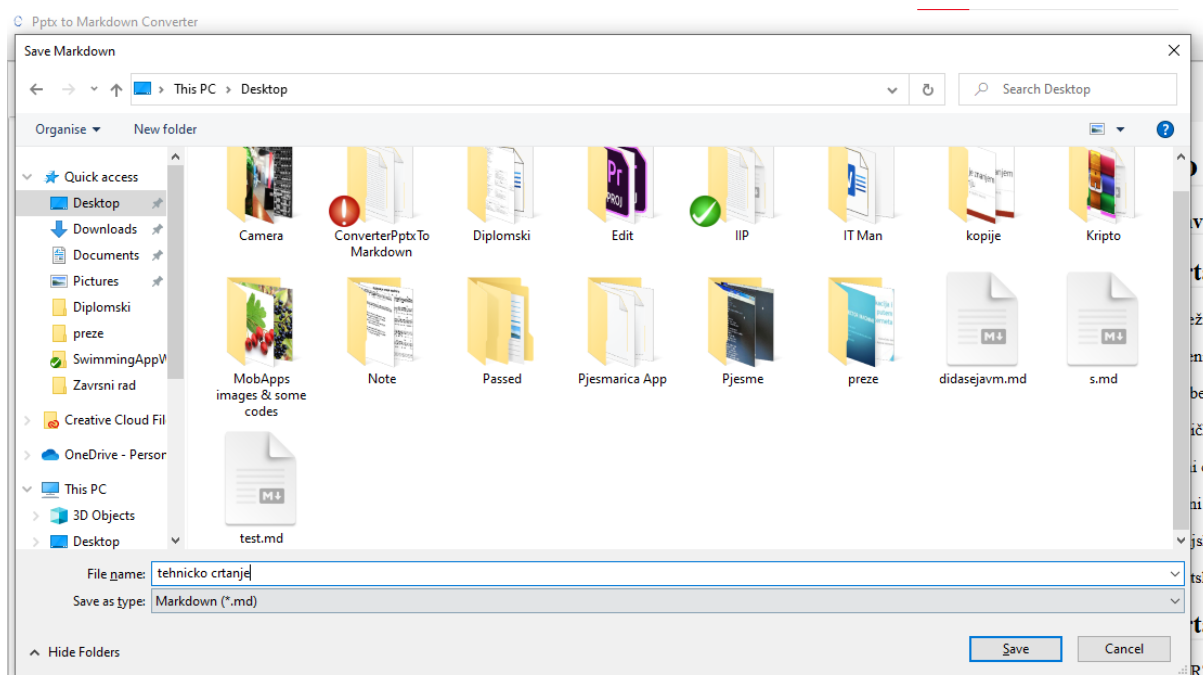 Pptx to Markdown Converter
Save Markdown
This PC > Desktop
Search Desktop
Organise
New folder
Quick access
Desktop
Downloads
Documents
Pictures
Diplomski
preze
SwimmingAppW
Zavrsni rad
Creative Cloud Fil
OneDrive - Person
This PC
3D Objects
Desktop
Camera
ConverterPptxTo
Markdown
Diplomski
Edit
IIP
IT Man
kopije
Kripto
MobApps
images & some
codes
Note
Passed
Pjesmarica App
Pjesme
preze
didasejavm.md
s.md
test.md
File name: tehnicko crtanje
Save as type: Markdown (*.md)
Hide Folders
Save
Cancel